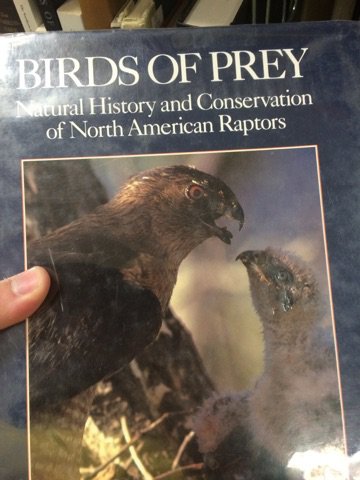 BIRDS OF PREY
Natural History and Conservation
of North American Raptors